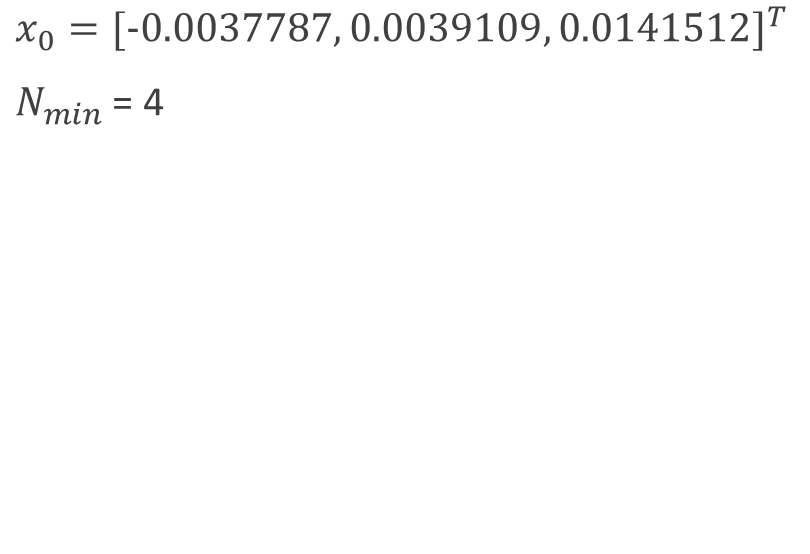 x₀ = [-0.0037787, 0.0039109, 0.0141512]ᵀ
Nₘᵢₙ = 4